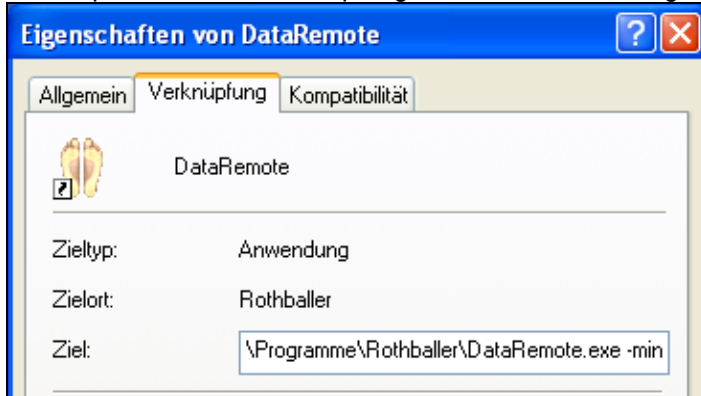 Eigenschaften von DataRemote
Allgemein Verknüpfung Kompatibilität
DataRemote
Zieltyp: Anwendung
Zielort: Rothballer
Ziel: \Programme\Rothballer\DataRemote.exe -min